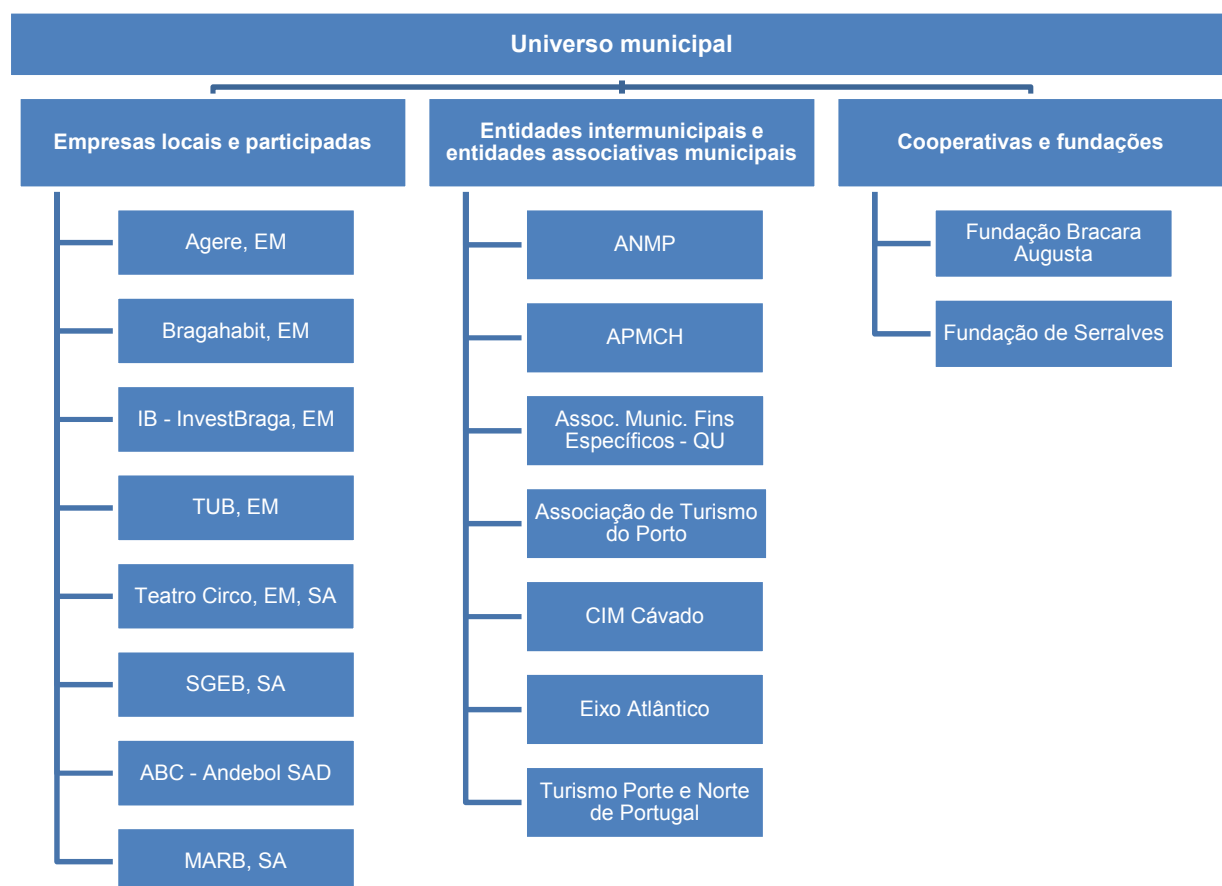 Universo municipal
Empresas locais e participadas
Agere, EM
Bragahabit, EM
IB - InvestBraga, EM
TUB, EM
Teatro Circo, EM, SA
SGEB, SA
ABC - Andebol SAD
MARB, SA
Entidades intermunicipais e
entidades associativas municipais
ANMP
APMCH
Assoc. Munic. Fins
Específicos - QU
Associação de Turismo
do Porto
CIM Cávado
Eixo Atlântico
Turismo Porte e Norte
de Portugal
Cooperativas e fundações
Fundação Bracara
Augusta
Fundação de Serralves